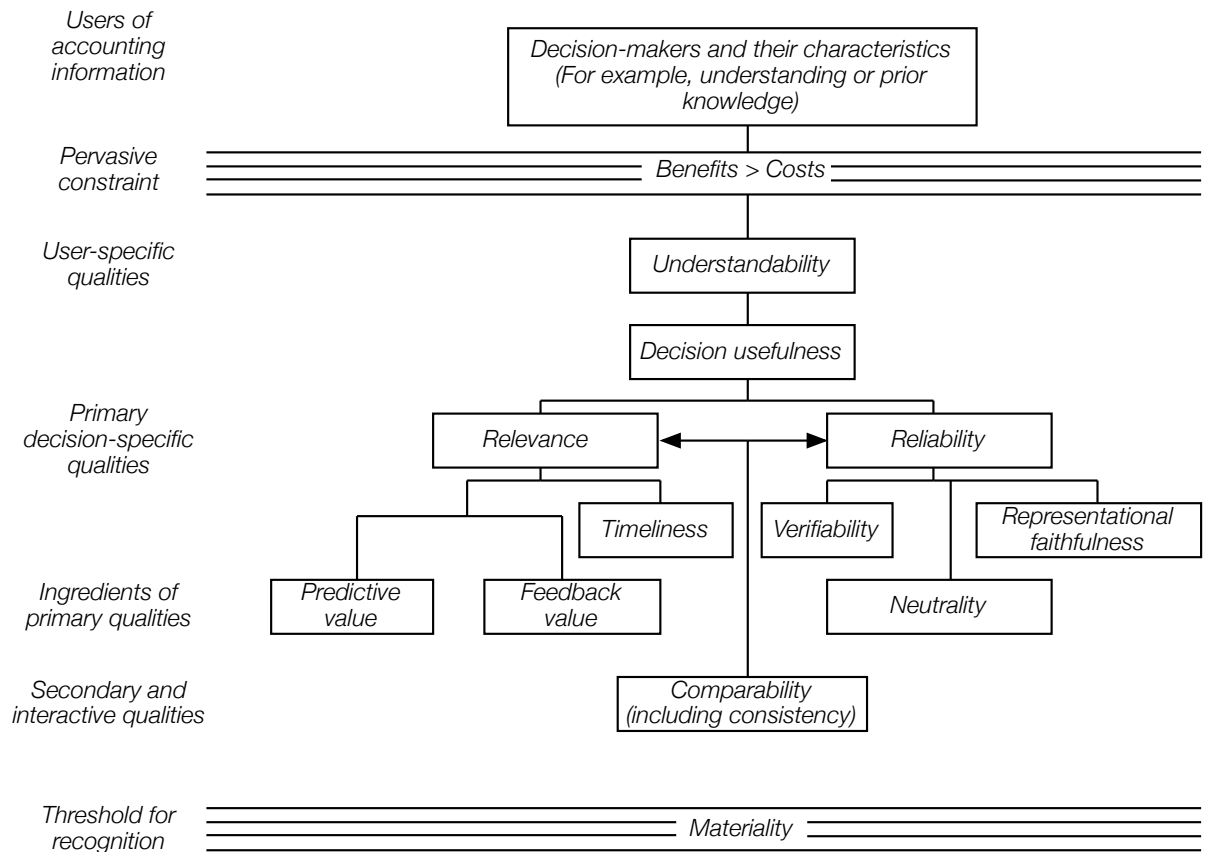 Users of
accounting
information
Decision-makers and their characteristics
(For example, understanding or prior
knowledge)
Pervasive
constraint
Benefits > Costs
User-specific
qualities
Understandability
Decision usefulness
Primary
decision-specific
qualities
Relevance
Reliability
Timeliness
Verifiability
Representational
faithfulness
Ingredients of
primary qualities
Predictive
value
Feedback
value
Neutrality
Secondary and
interactive qualities
Comparability
(including consistency)
Threshold for
recognition
Materiality